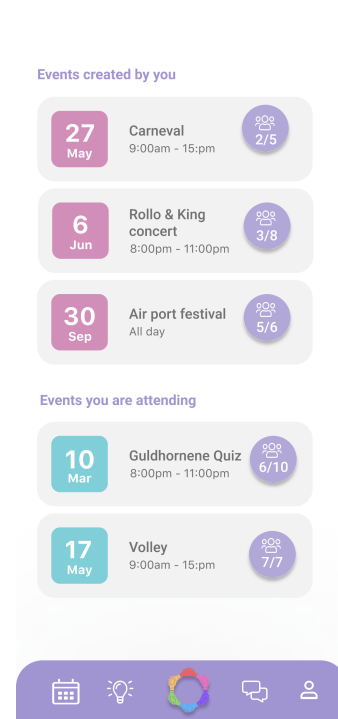 Events created by you
27
May
Carneval
9:00am - 15:pm
2/5
6
Jun
Rollo & King
concert
8:00pm - 11:00pm
3/8
30
Sep
Air port festival
All day
5/6
Events you are attending
10
Mar
Guldhornene Quiz
8:00pm - 11:00pm
6/10
17
May
Volley
9:00am - 15:pm
7/7